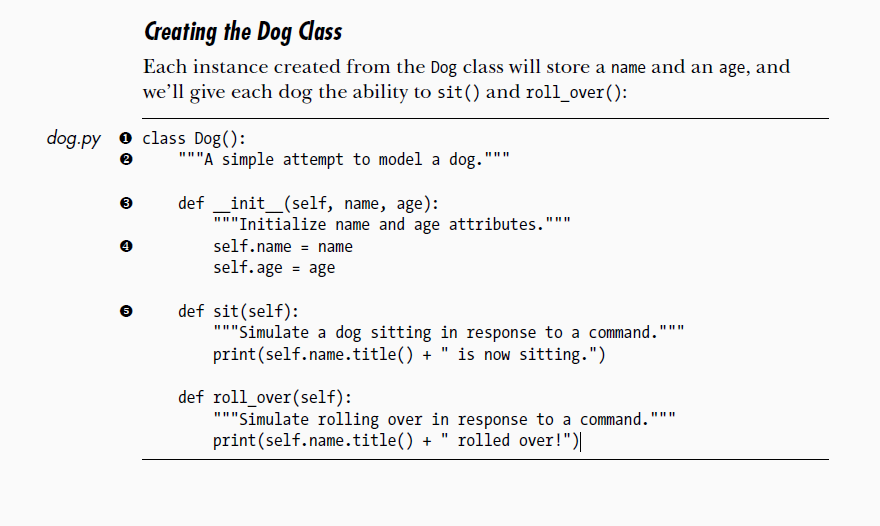 Creating the Dog Class
Each instance created from the Dog class will store a name and an age, and
we’ll give each dog the ability to sit() and roll_over():
dog.py ❶ class Dog():
❷     """A simple attempt to model a dog."""
❸     def __init__(self, name, age):
        """Initialize name and age attributes."""
❹         self.name = name
        self.age = age
❺     def sit(self):
        """Simulate a dog sitting in response to a command."""
        print(self.name.title() + " is now sitting.")
    def roll_over(self):
        """Simulate rolling over in response to a command."""
        print(self.name.title() + " rolled over!")